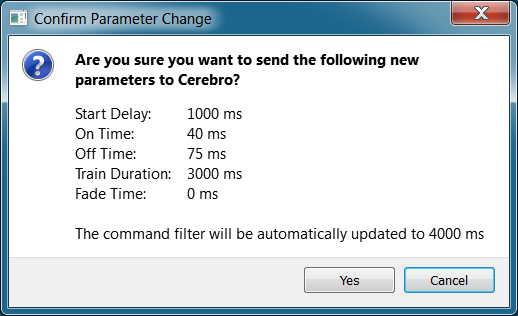 Confirm Parameter Change
Are you sure you want to send the following new
parameters to Cerebro?
Start Delay: 1000 ms
On Time: 40 ms
Off Time: 75 ms
Train Duration: 3000 ms
Fade Time: 0 ms
The command filter will be automatically updated to 4000 ms
Yes Cancel